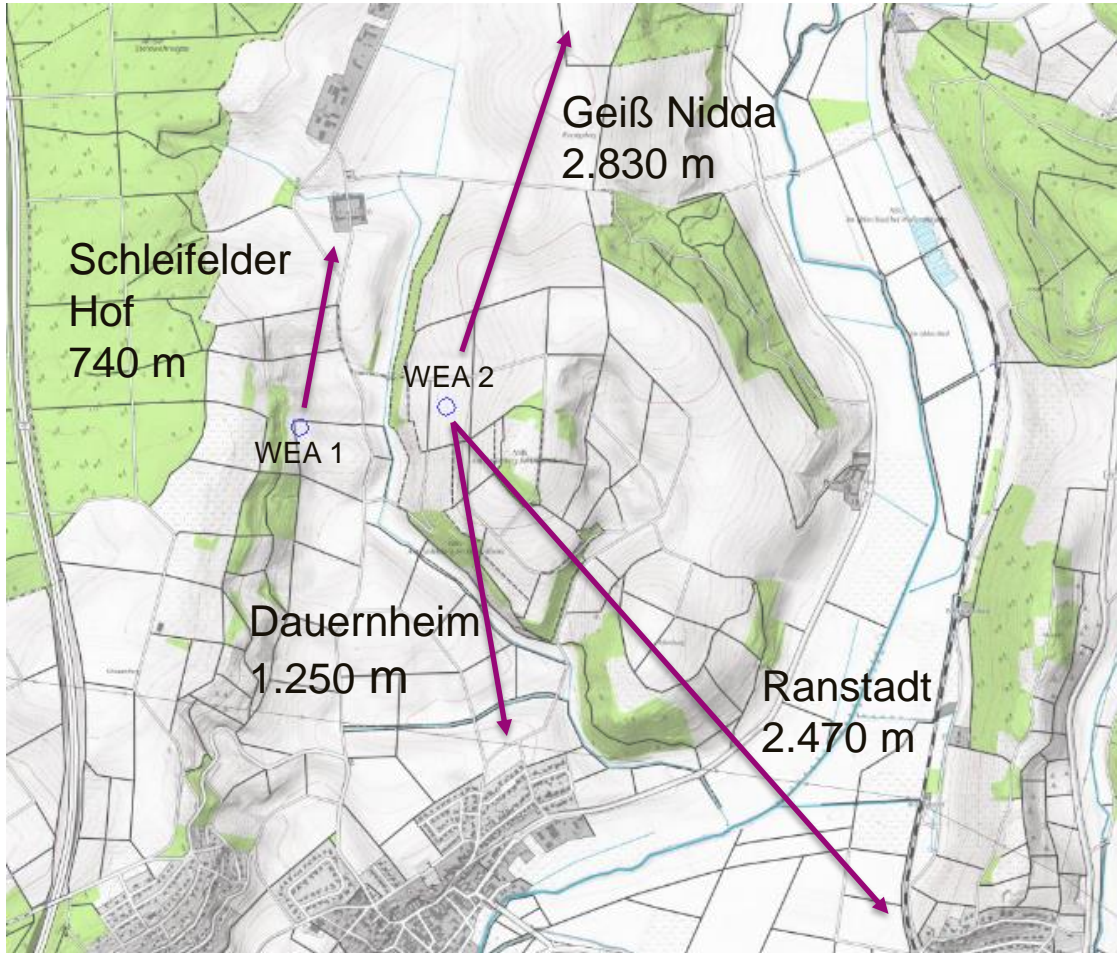 Geiß Nidda
2.830 m
Schleifelder
Hof
740 m
WEA 2
WEA 1
Dauernheim
1.250 m
Ranstadt
2.470 m